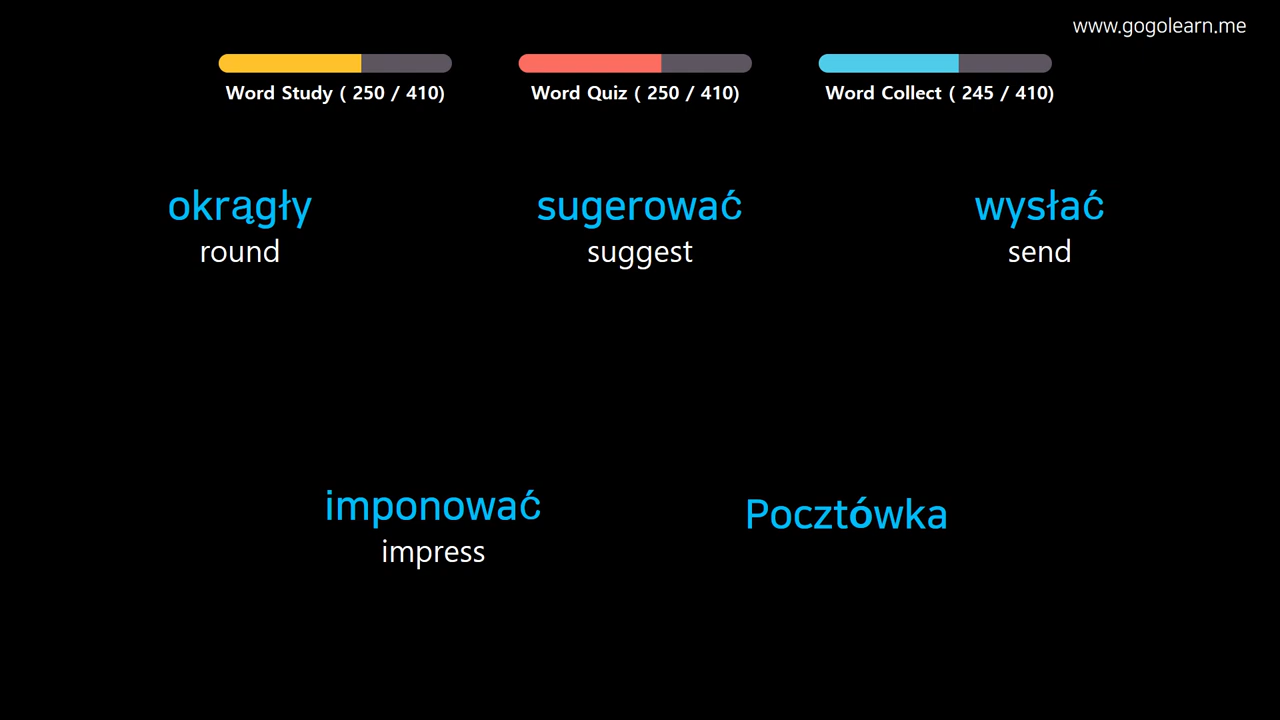 www.gogolearn.me
Word Study ( 250 / 410)
Word Quiz ( 250 / 410)
Word Collect ( 245 / 410)
okrągły
round
sugerować
suggest
wysłać
send
imponować
impress
Pocztówka